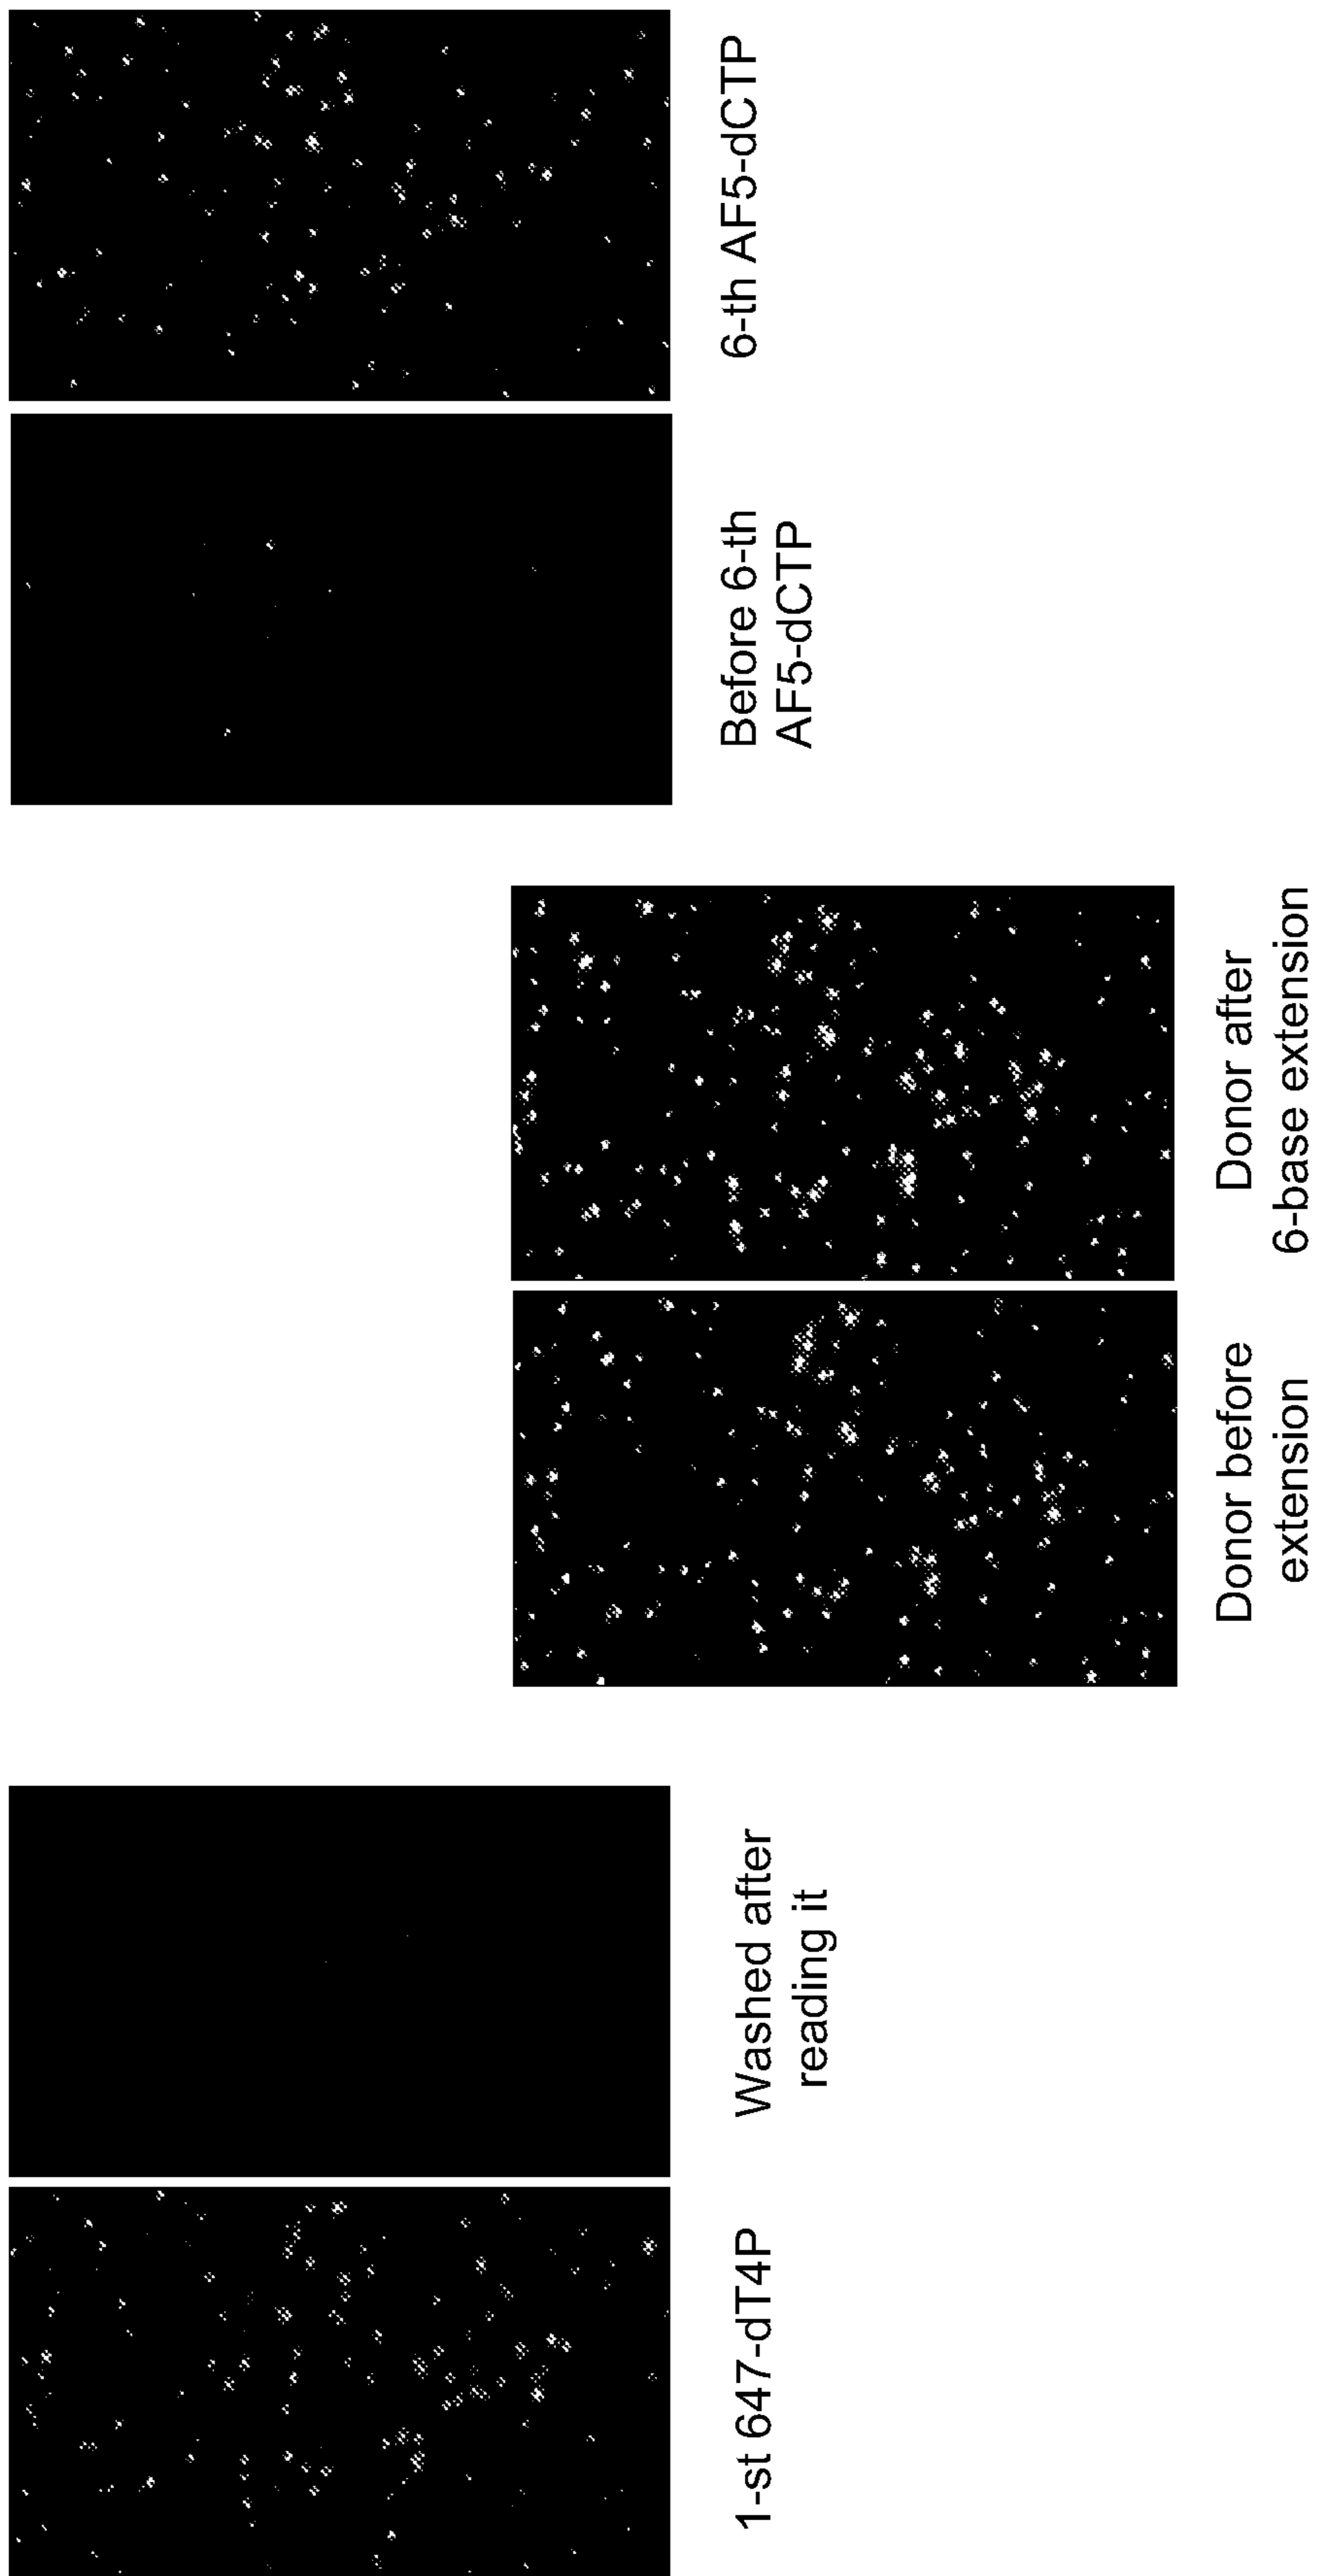 1-st 647-dT4P
Washed after
reading it
Donor before
extension
Donor after
6-base extension
Before 6-th
AF5-dCTP
6-th AF5-dCTP